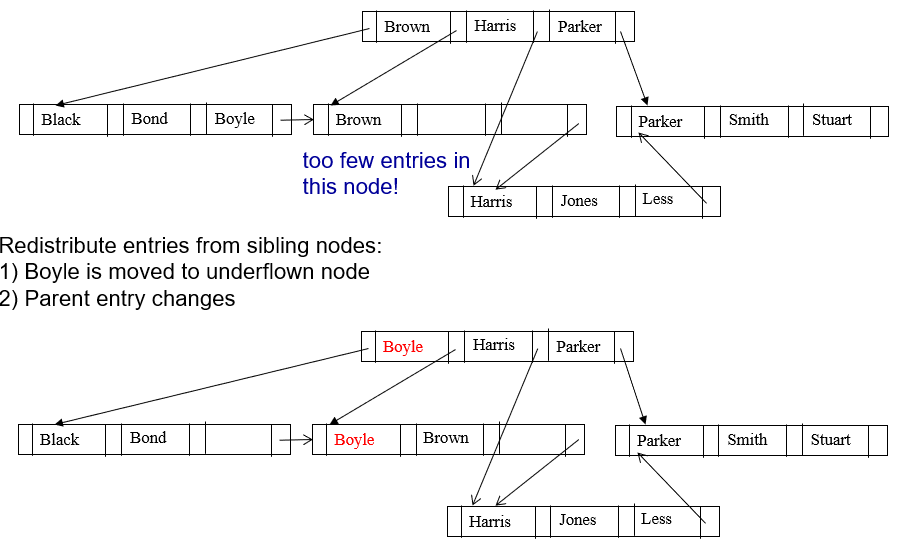 Brown Harris Parker
Black Bond Boyle Brown Parker Smith Stuart
too few entries in
this node!
Harris Jones Less
Redistribute entries from sibling nodes:
1) Boyle is moved to underflown node
2) Parent entry changes
Boyle Harris Parker
Black Bond Boyle Brown Parker Smith Stuart
Harris Jones Less